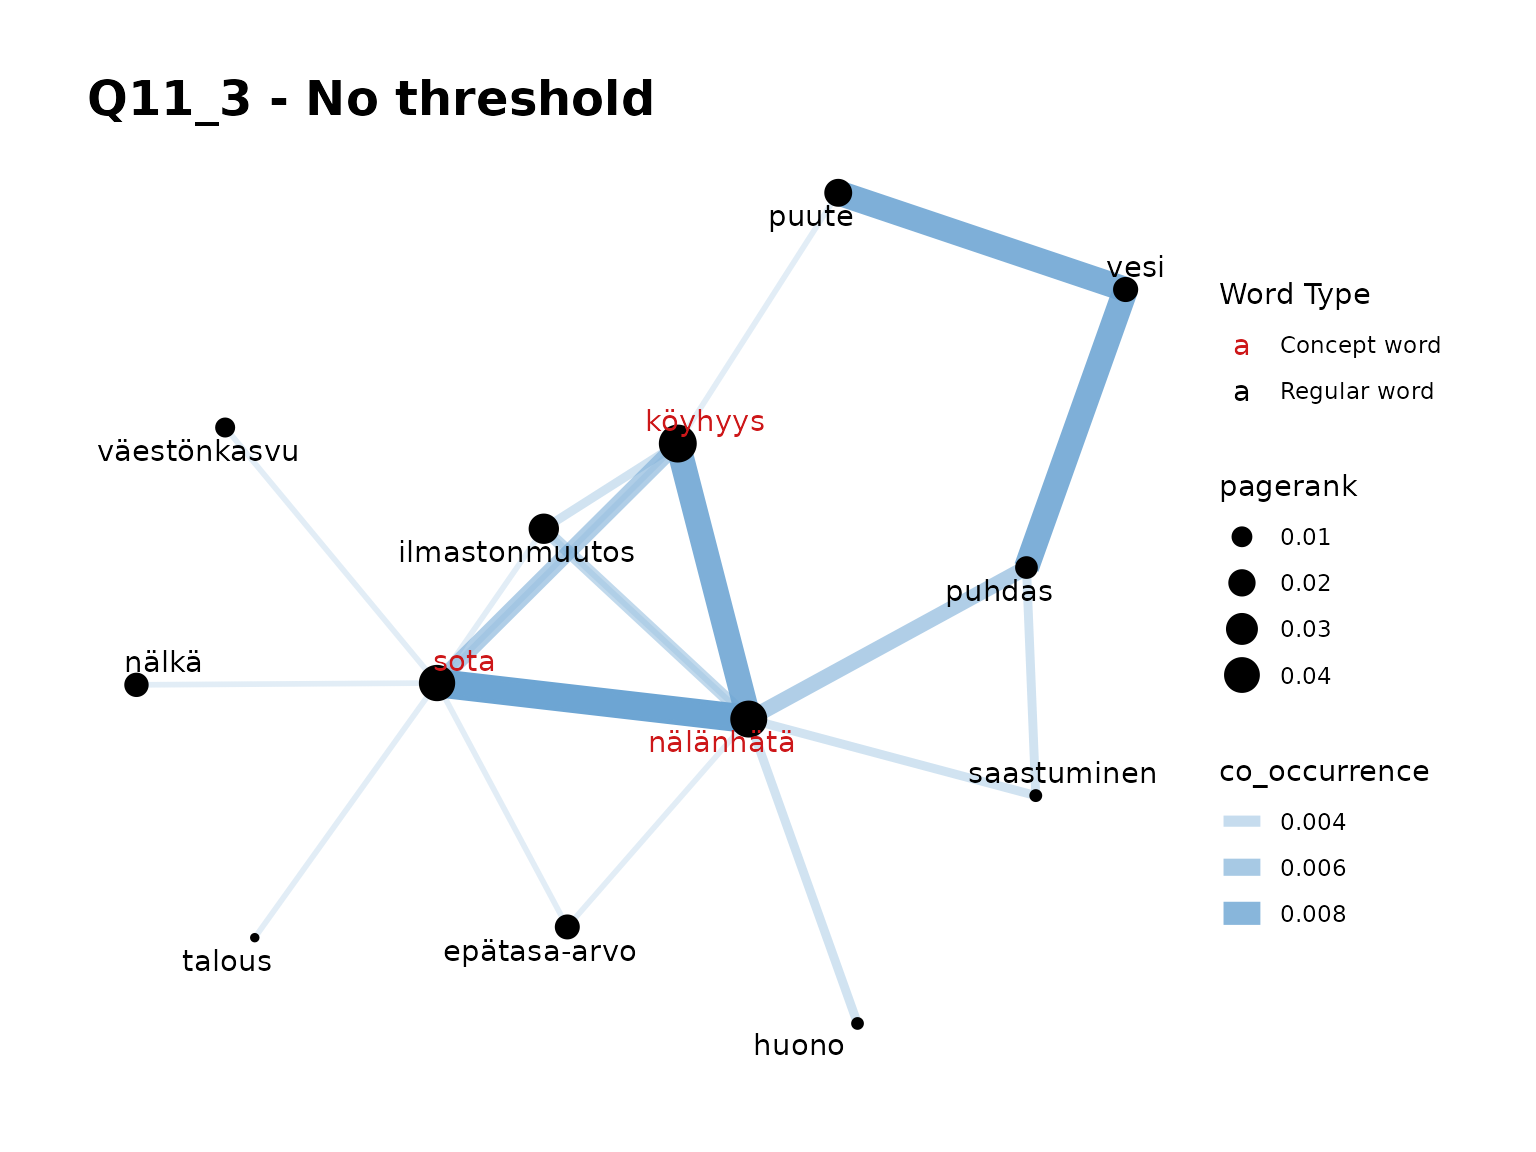 Q11_3 - No threshold
puute
vesi
köyhyys
väestönkasvu
ilmastonmuutos
puhdas
nälkä
sota
nälänhätä
saastuminen
talous
epätasa-arvo
huono
Word Type
a Concept word
a Regular word
pagerank
0.01
0.02
0.03
0.04
co_occurrence
0.004
0.006
0.008